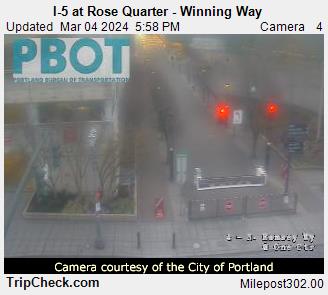 I-5 at Rose Quarter - Winning Way
Updated Mar 04 2024 5:58 PM Camera 4
PBOT
PORTLAND BUREAU OF TRANSPORTATION
Camera courtesy of the City of Portland
TripCheck.com Milepost302.00